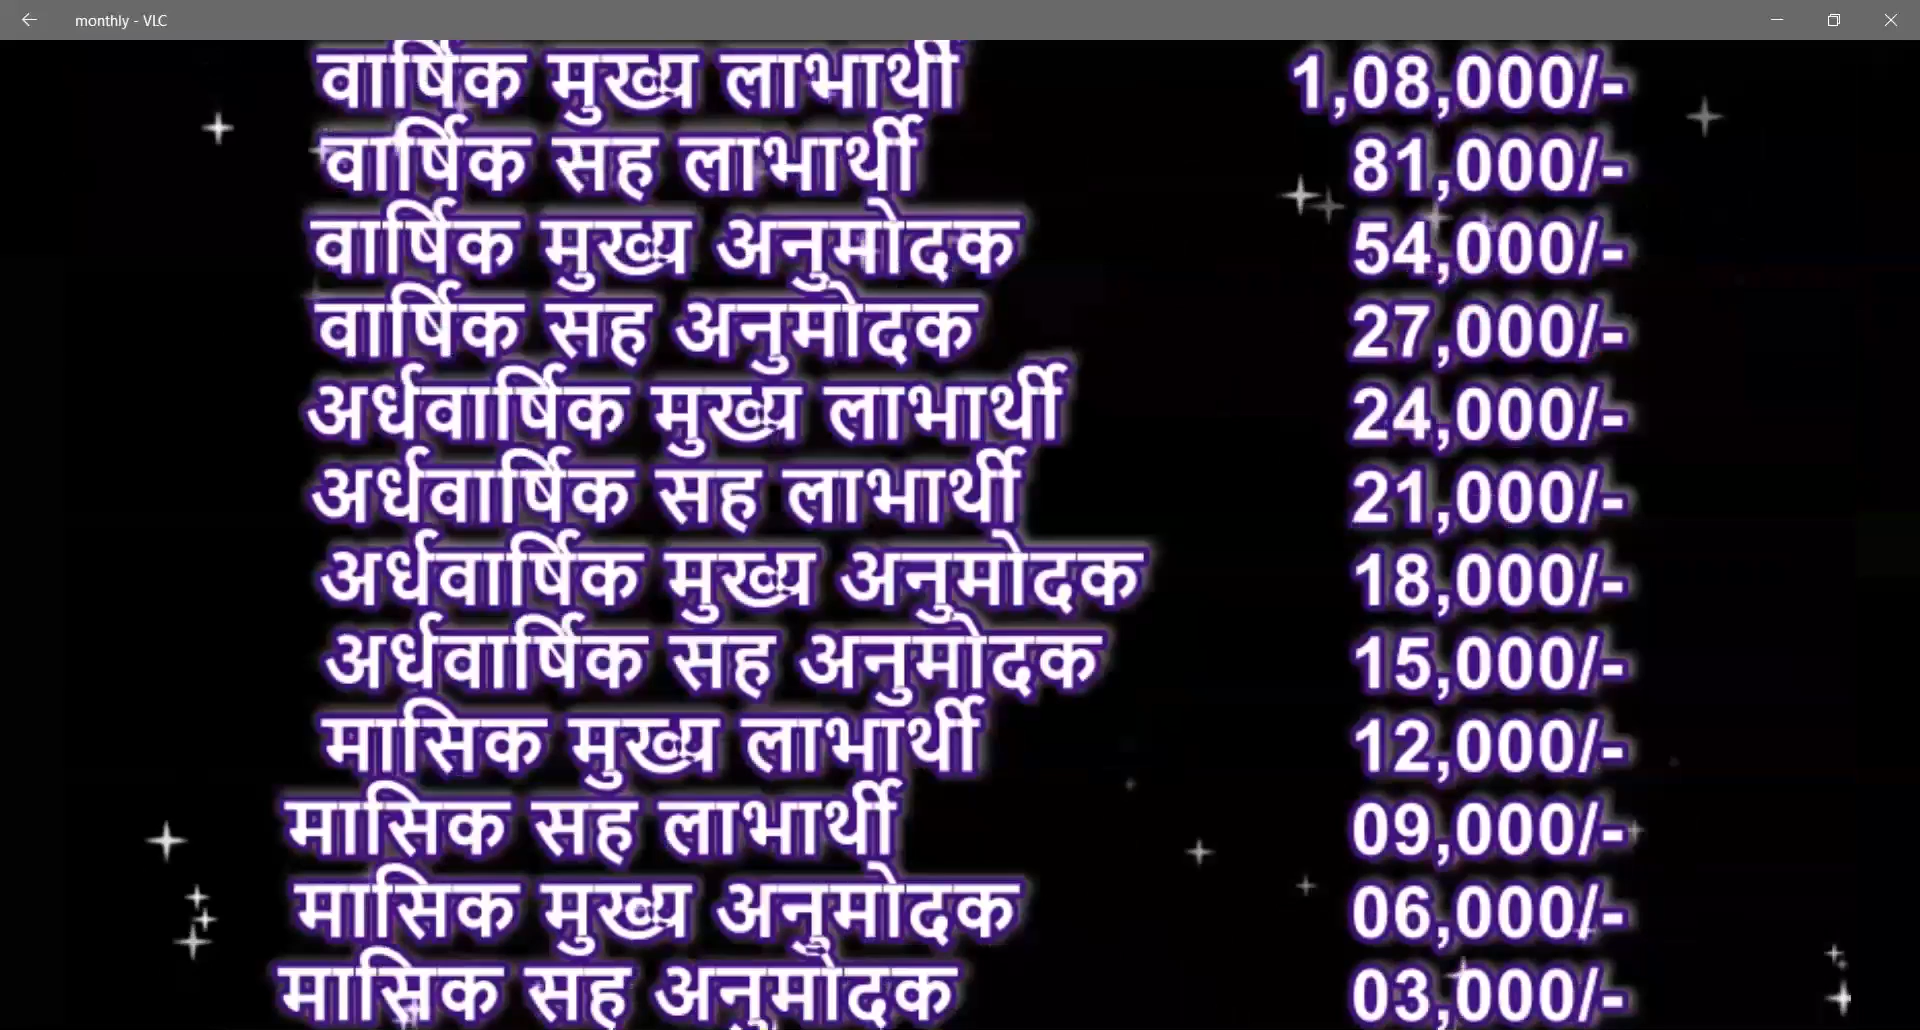 monthly - VLC
वार्षिक मुख्य लाभार्थी 1,08,000/-
वार्षिक सह लाभार्थी 81,000/-
वार्षिक मुख्य अनुमोदक 54,000/-
वार्षिक सह अनुमोदक 27,000/-
अर्धवार्षिक मुख्य लाभार्थी 24,000/-
अर्धवार्षिक सह लाभार्थी 21,000/-
अर्धवार्षिक मुख्य अनुमोदक 18,000/-
अर्धवार्षिक सह अनुमोदक 15,000/-
मासिक मुख्य लाभार्थी 12,000/-
मासिक सह लाभार्थी 09,000/-
मासिक मुख्य अनुमोदक 06,000/-
मासिक सह अनुमोदक 03,000/-